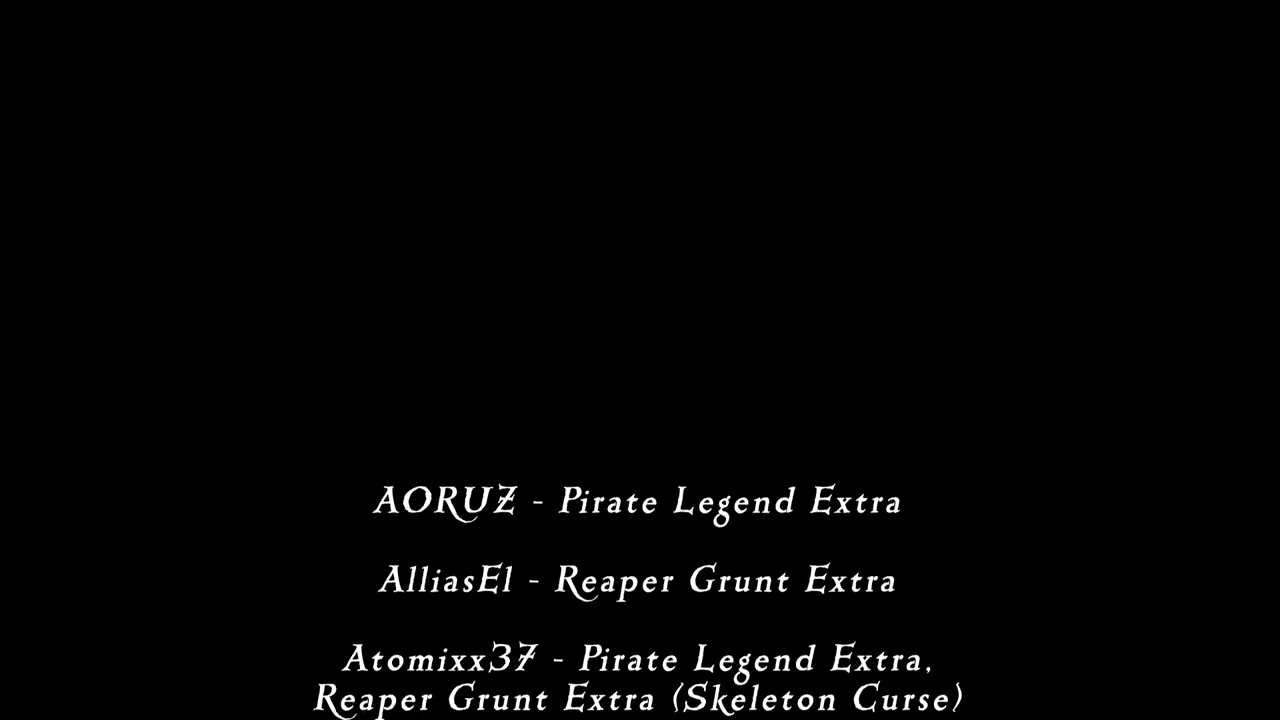 AORUZ - Pirate Legend Extra
AlliasEl - Reaper Grunt Extra
Atomixx37 - Pirate Legend Extra,
Reaper Grunt Extra (Skeleton Curse)